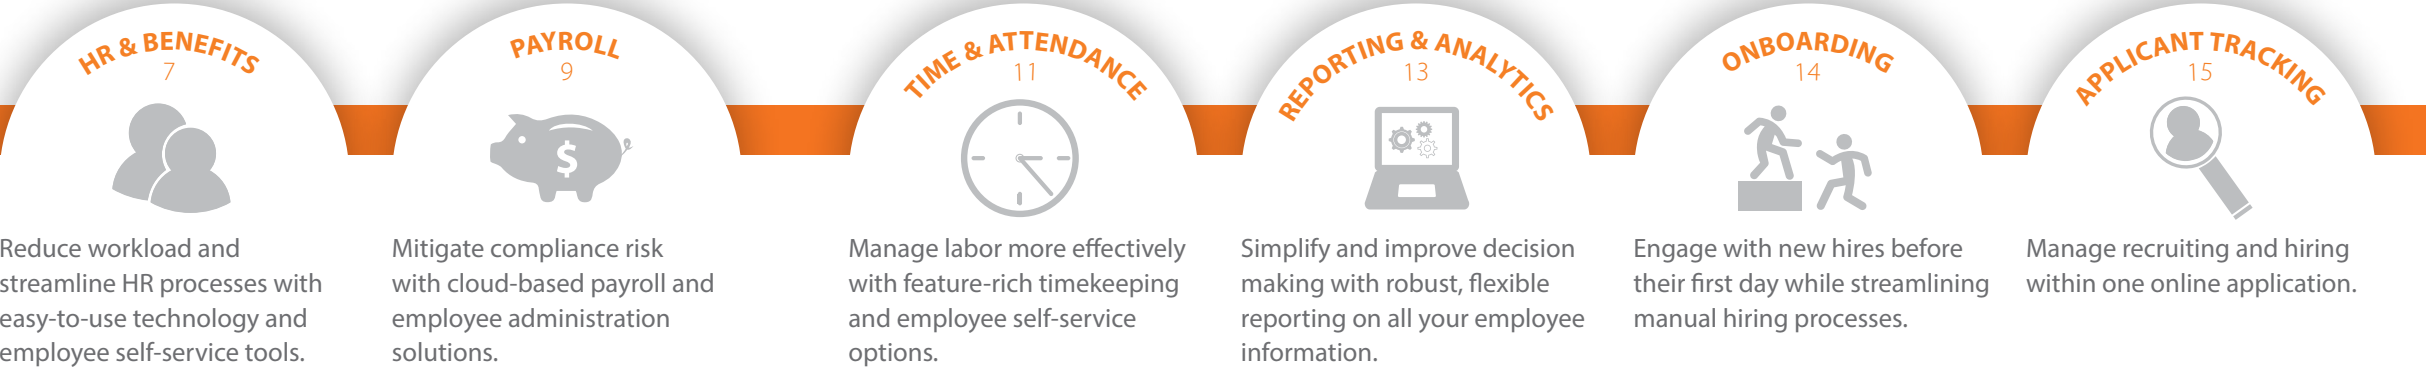 HR & BENEFITS
7
Reduce workload and
streamline HR processes with
easy-to-use technology and
employee self-service tools.
PAYROLL
9
$
Mitigate compliance risk
with cloud-based payroll and
employee administration
solutions.
TIME & ATTENDANCE
11
Manage labor more effectively
with feature-rich timekeeping
and employee self-service
options.
REPORTING & ANALYTICS
13
Simplify and improve decision
making with robust, flexible
reporting on all your employee
information.
ONBOARDING
14
Engage with new hires before
their first day while streamlining
manual hiring processes.
APPLICANT TRACKING
15
Manage recruiting and hiring
within one online application.